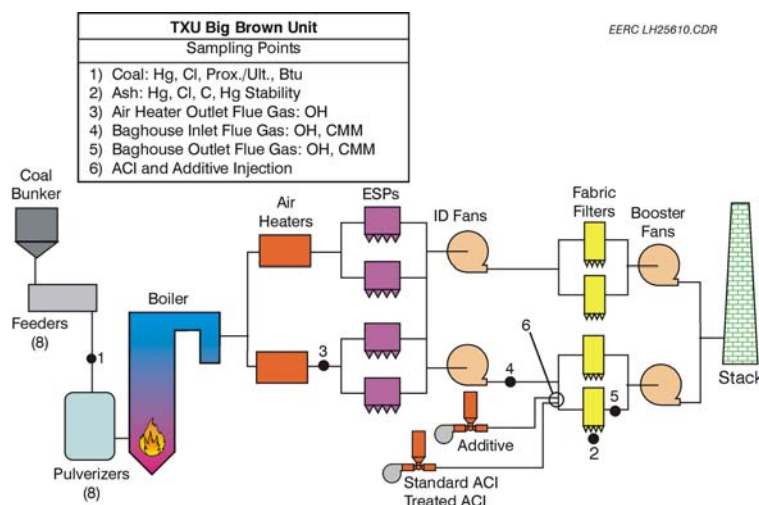 TXU Big Brown Unit
Sampling Points
1) Coal: Hg, Cl, Prox./Ult., Btu
2) Ash: Hg, Cl, C, Hg Stability
3) Air Heater Outlet Flue Gas: OH
4) Baghouse Inlet Flue Gas: OH, CMM
5) Baghouse Outlet Flue Gas: OH, CMM
6) ACI and Additive Injection
EERC LH25610.CDR
Coal
Bunker
Feeders
(8)
1
Pulverizers
(8)
Boiler
Air
Heaters
3
ESPs
ID Fans
4
6
Fabric
Filters
5
2
Booster
Fans
Stack
Additive
Standard ACI
Treated ACI